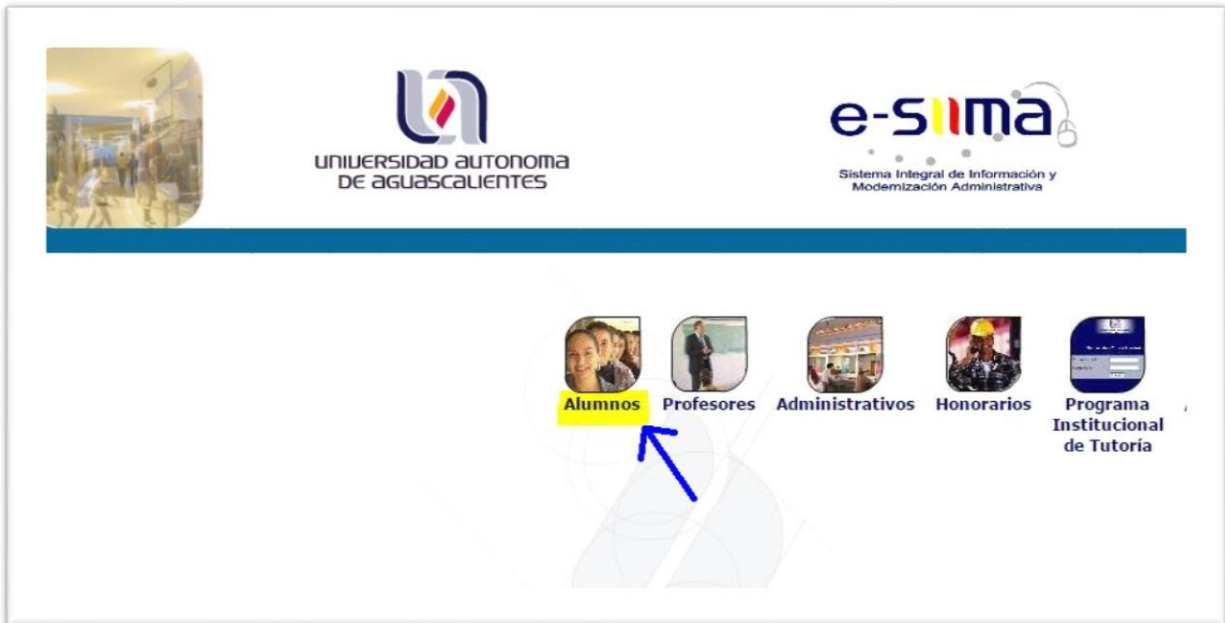 UNIVERSIDAD AUTONOMA
DE AGUASCALIENTES
e-siima
Sistema Integral de Información y
Modernización Administrativa
Alumnos
Profesores
Administrativos
Honorarios
Programa
Institucional
de Tutoría